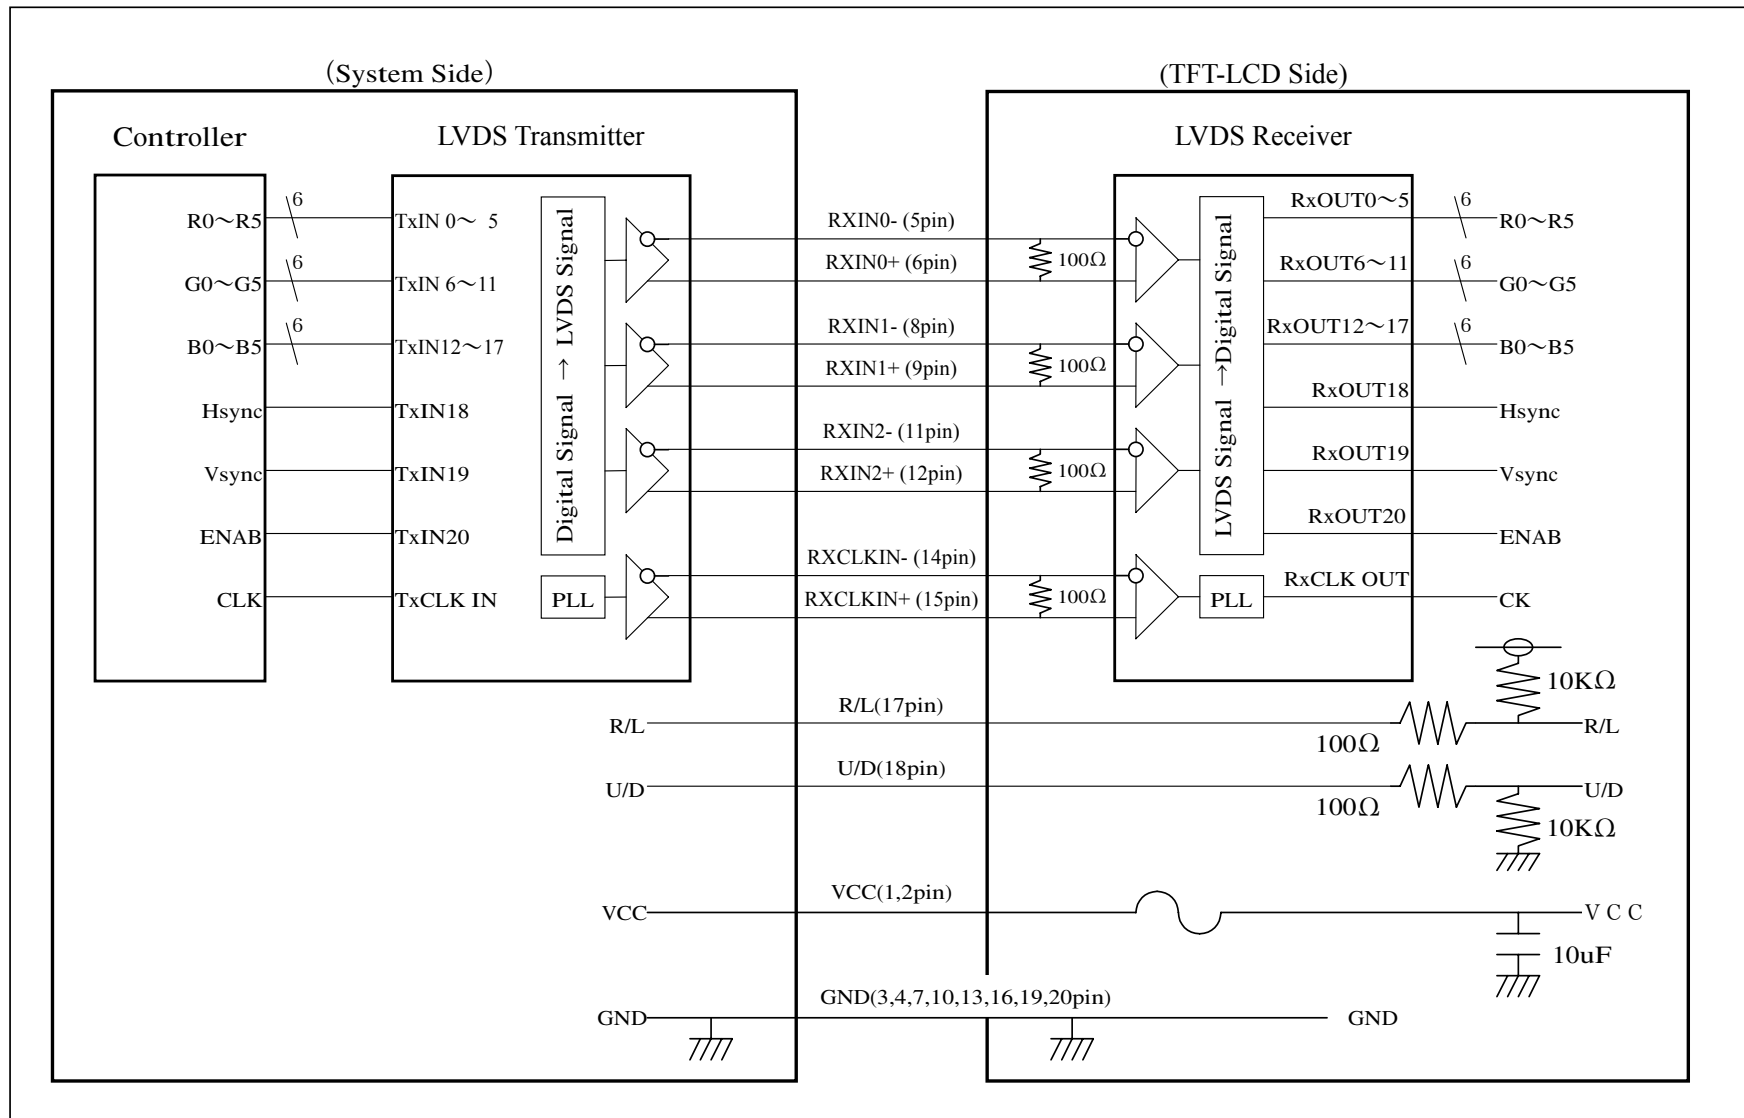 (System Side)
(TFT-LCD Side)
Controller
LVDS Transmitter
LVDS Receiver
R0～R5
6
TxIN 0～ 5
G0～G5
6
TxIN 6～11
B0～B5
6
TxIN12～17
Hsync
TxIN18
Vsync
TxIN19
ENAB
TxIN20
CLK
TxCLK IN
Digital Signal → LVDS Signal
PLL
RXIN0- (5pin)
RXIN0+ (6pin)
100Ω
RXIN1- (8pin)
RXIN1+ (9pin)
100Ω
RXIN2- (11pin)
RXIN2+ (12pin)
100Ω
RXCLKIN- (14pin)
RXCLKIN+ (15pin)
100Ω
LVDS Signal →Digital Signal
PLL
RxOUT0～5
6
R0～R5
RxOUT6～11
6
G0～G5
RxOUT12～17
6
B0～B5
RxOUT18
Hsync
RxOUT19
Vsync
RxOUT20
ENAB
RxCLK OUT
CK
10KΩ
R/L
R/L(17pin)
100Ω
R/L
U/D
U/D(18pin)
100Ω
U/D
10KΩ
VCC
VCC(1,2pin)
V C C
10uF
GND
GND(3,4,7,10,13,16,19,20pin)
GND